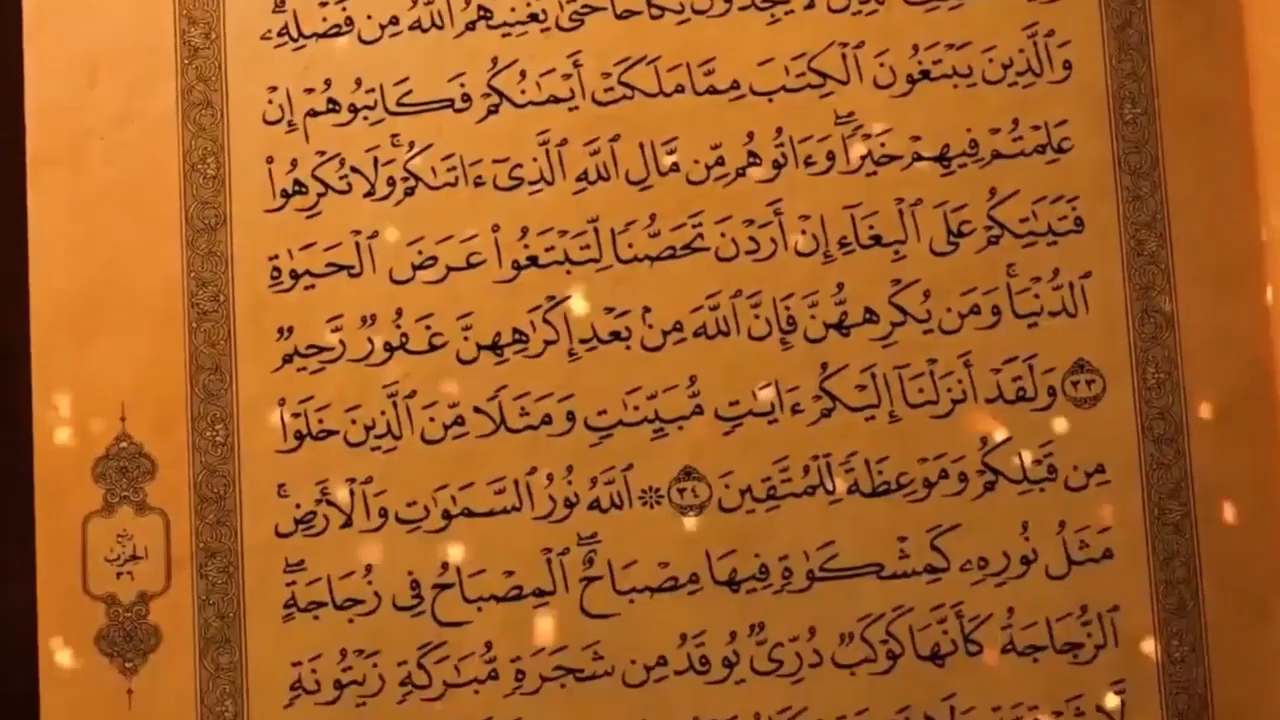 لَا يَجِدُونَ نِكَاحًا حَتَّىٰ يُغْنِيَهُمُ ٱللَّهُ مِن فَضْلِهِۦۗ
وَٱلَّذِينَ يَبْتَغُونَ ٱلْكِتَٰبَ مِمَّا مَلَكَتْ أَيْمَٰنُكُمْ فَكَاتِبُوهُمْ إِنْ
عَلِمْتُمْ فِيهِمْ خَيْرًاۖ وَءَاتُوهُم مِّن مَّالِ ٱللَّهِ ٱلَّذِىٓ ءَاتَىٰكُمْۚ وَلَا تُكْرِهُوا۟
فَتَيَٰتِكُمْ عَلَى ٱلْبِغَآءِ إِنْ أَرَدْنَ تَحَصُّنًا لِّتَبْتَغُوا۟ عَرَضَ ٱلْحَيَوٰةِ
ٱلدُّنْيَاۚ وَمَن يُكْرِههُّنَّ فَإِنَّ ٱللَّهَ مِنۢ بَعْدِ إِكْرَٰهِهِنَّ غَفُورٌ رَّحِيمٌ
٣٣ وَلَقَدْ أَنزَلْنَآ إِلَيْكُمْ ءَايَٰتٍ مُّبَيِّنَٰتٍ وَمَثَلًا مِّنَ ٱلَّذِينَ خَلَوْا۟
مِن قَبْلِكُمْ وَمَوْعِظَةً لِّلْمُتَّقِينَ ٣٤ ۞ ٱللَّهُ نُورُ ٱلسَّمَٰوَٰتِ وَٱلْأَرْضِۚ
مَثَلُ نُورِهِۦ كَمِشْكَوٰةٍ فِيهَا مِصْبَاحٌۖ ٱلْمِصْبَاحُ فِى زُجَاجَةٍۖ
ٱلزُّجَاجَةُ كَأَنَّهَا كَوْكَبٌ دُرِّىٌّ يُوقَدُ مِن شَجَرَةٍ مُّبَٰرَكَةٍ زَيْتُونَةٍ
ربع
الحزب
٣٦